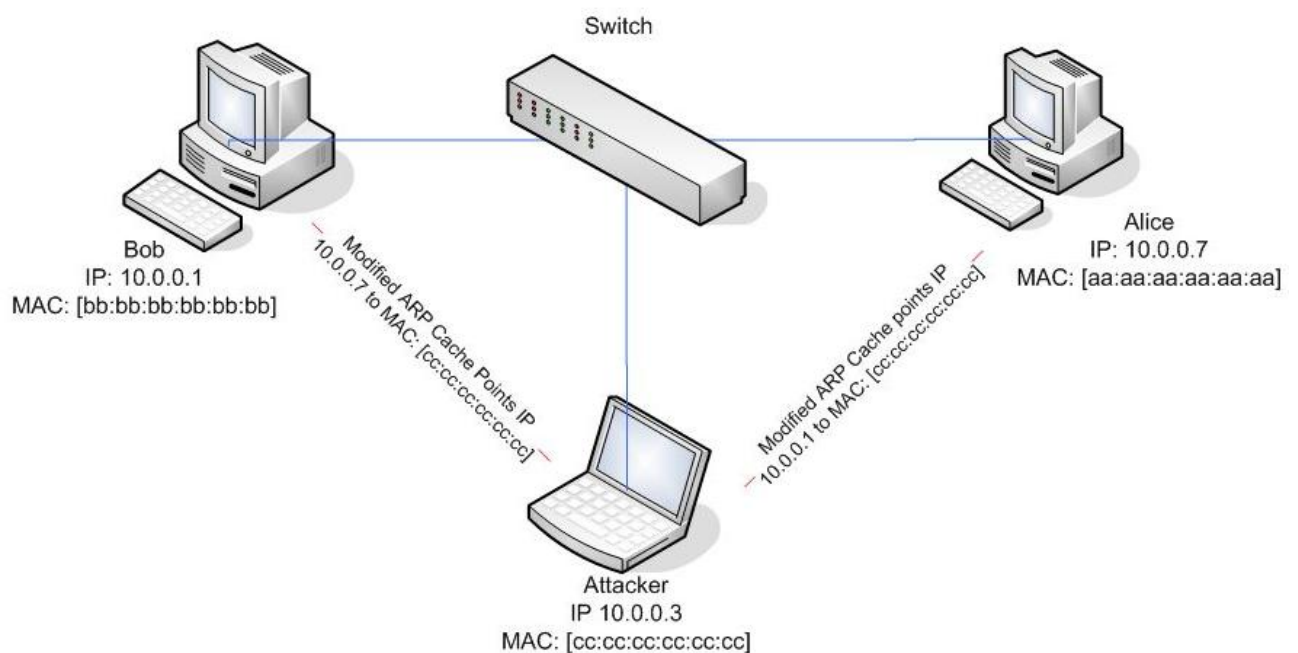 Switch
Bob
IP: 10.0.0.1
MAC: [bb:bb:bb:bb:bb:bb]
Modified ARP Cache Points IP
10.0.0.7 to MAC: [cc:cc:cc:cc:cc:cc]
Alice
IP: 10.0.0.7
MAC: [aa:aa:aa:aa:aa:aa]
Modified ARP Cache points IP
10.0.0.1 to MAC: [cc:cc:cc:cc:cc:cc]
Attacker
IP 10.0.0.3
MAC: [cc:cc:cc:cc:cc:cc]